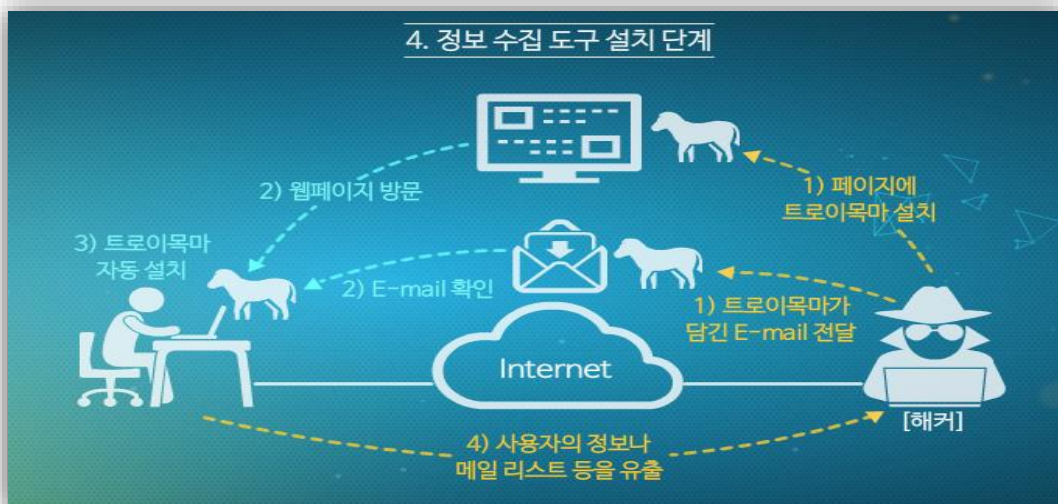 4. 정보 수집 도구 설치 단계
1) 페이지에
트로이목마 설치
2) 웹페이지 방문
3) 트로이목마
자동 설치
2) E-mail 확인
1) 트로이목마가
담긴 E-mail 전달
Internet
[해커]
4) 사용자의 정보나
메일 리스트 등을 유출